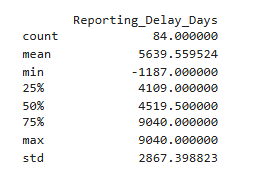 Reporting_Delay_Days
count 84.000000
mean 5639.559524
min -1187.000000
25% 4109.000000
50% 4519.500000
75% 9040.000000
max 9040.000000
std 2867.398823